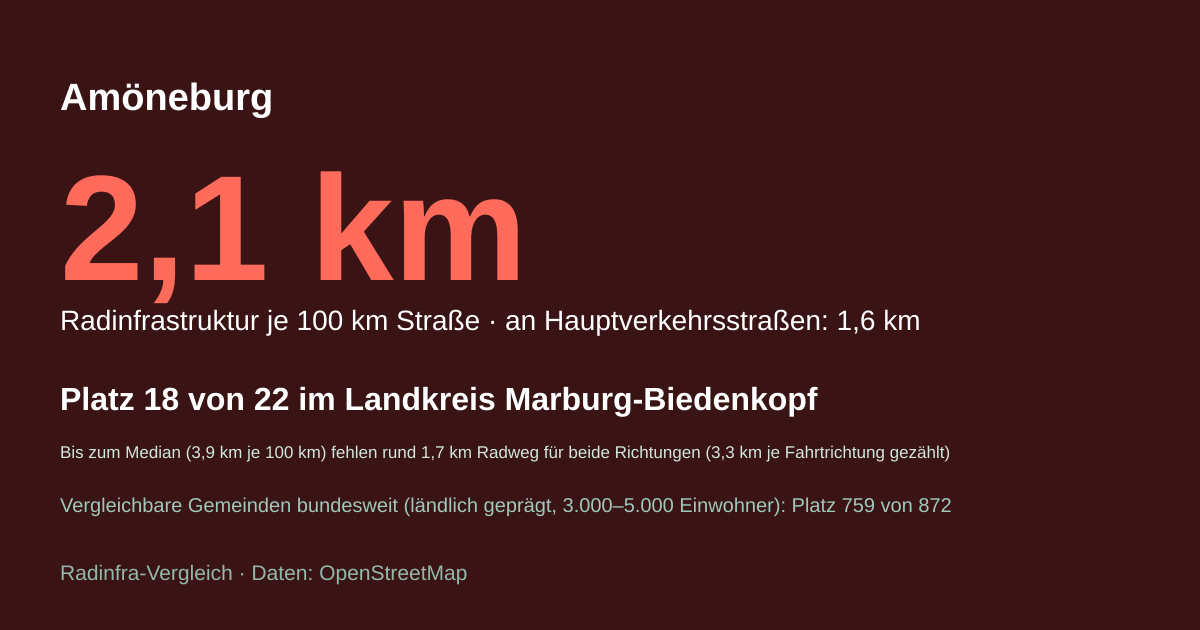 Amöneburg
2,1 km
Radinfrastruktur je 100 km Straße · an Hauptverkehrsstraßen: 1,6 km
Platz 18 von 22 im Landkreis Marburg-Biedenkopf
Bis zum Median (3,9 km je 100 km) fehlen rund 1,7 km Radweg für beide Richtungen (3,3 km je Fahrtrichtung gezählt)
Vergleichbare Gemeinden bundesweit (ländlich geprägt, 3.000–5.000 Einwohner): Platz 759 von 872
Radinfra-Vergleich · Daten: OpenStreetMap